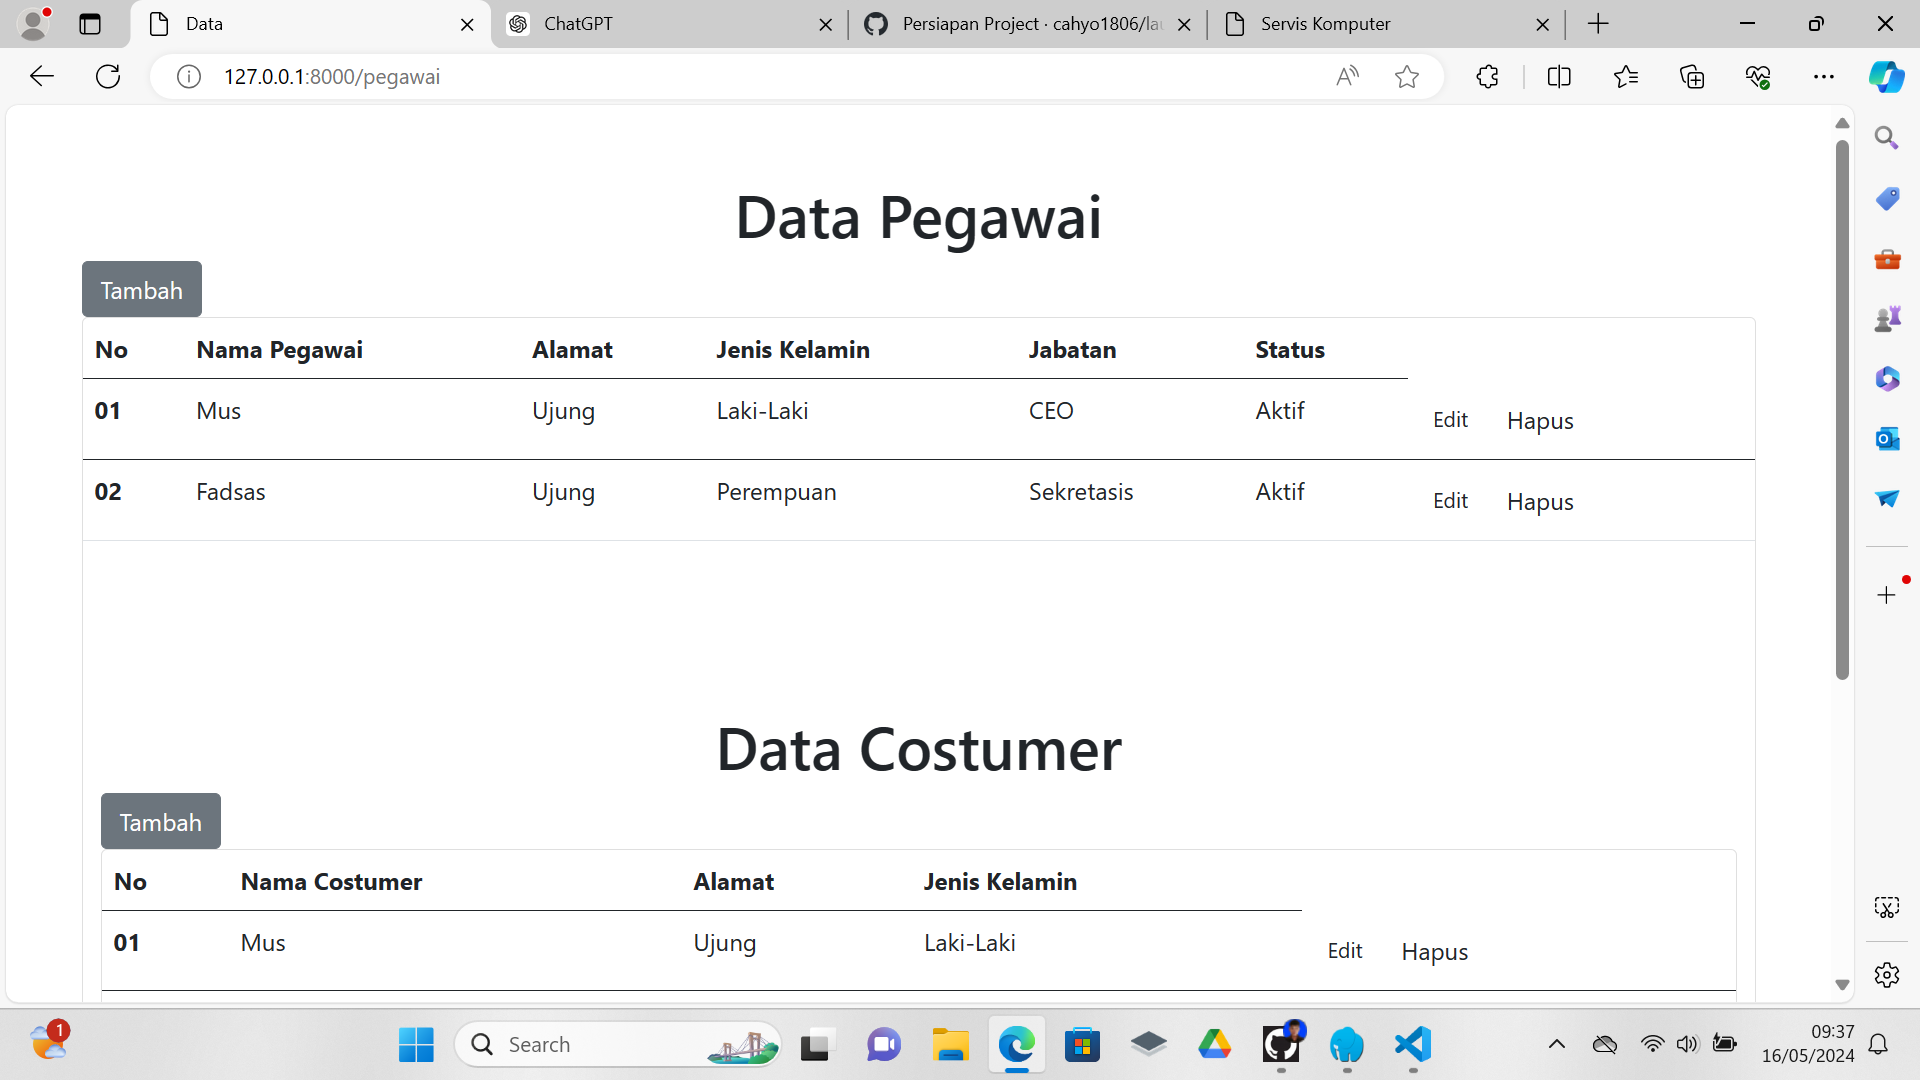 Data
ChatGPT
Persiapan Project · cahyo1806/la
Servis Komputer
127.0.0.1:8000/pegawai
Data Pegawai
Tambah
No Nama Pegawai Alamat Jenis Kelamin Jabatan Status
01 Mus Ujung Laki-Laki CEO Aktif Edit Hapus
02 Fadsas Ujung Perempuan Sekretasis Aktif Edit Hapus
Data Costumer
Tambah
No Nama Costumer Alamat Jenis Kelamin
01 Mus Ujung Laki-Laki Edit Hapus
1
Search
09:37
16/05/2024